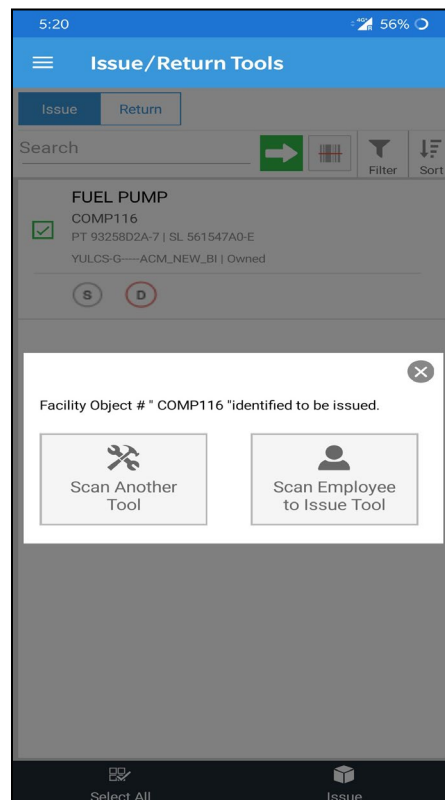 5:20
4G+ R 56%
Issue/Return Tools
Issue Return
Search
Filter
Sort
FUEL PUMP
COMP116
PT 93258D2A-7 | SL 561547A0-E
YULCS-G----ACM_NEW_BI | Owned
S D
Facility Object # " COMP116 "identified to be issued.
Scan Another
Tool
Scan Employee
to Issue Tool
Select All
Issue